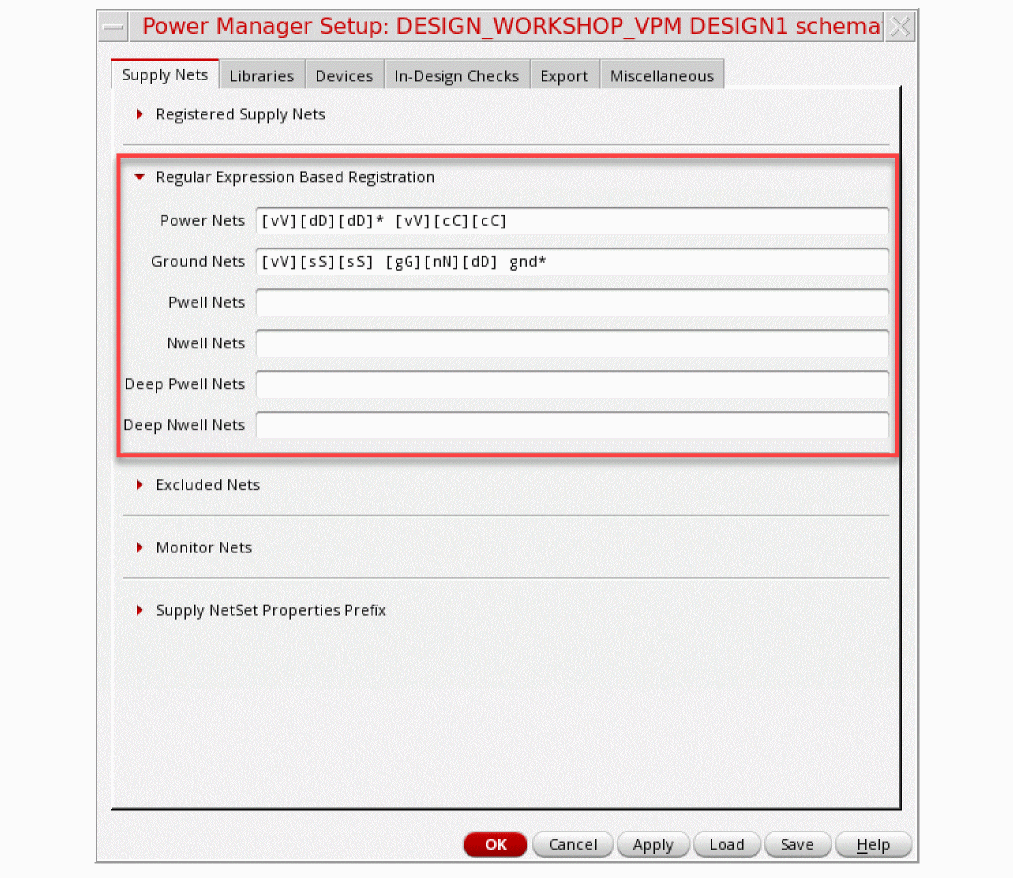 Power Manager Setup: DESIGN_WORKSHOP_VPM DESIGN1 schema
Supply Nets Libraries Devices In-Design Checks Export Miscellaneous
Registered Supply Nets
Regular Expression Based Registration
Power Nets [vV][dD][dD]* [vV][cC][cC]
Ground Nets [vV][sS][sS] [gG][nN][dD] gnd*
Pwell Nets
Nwell Nets
Deep Pwell Nets
Deep Nwell Nets
Excluded Nets
Monitor Nets
Supply NetSet Properties Prefix
OK Cancel Apply Load Save Help